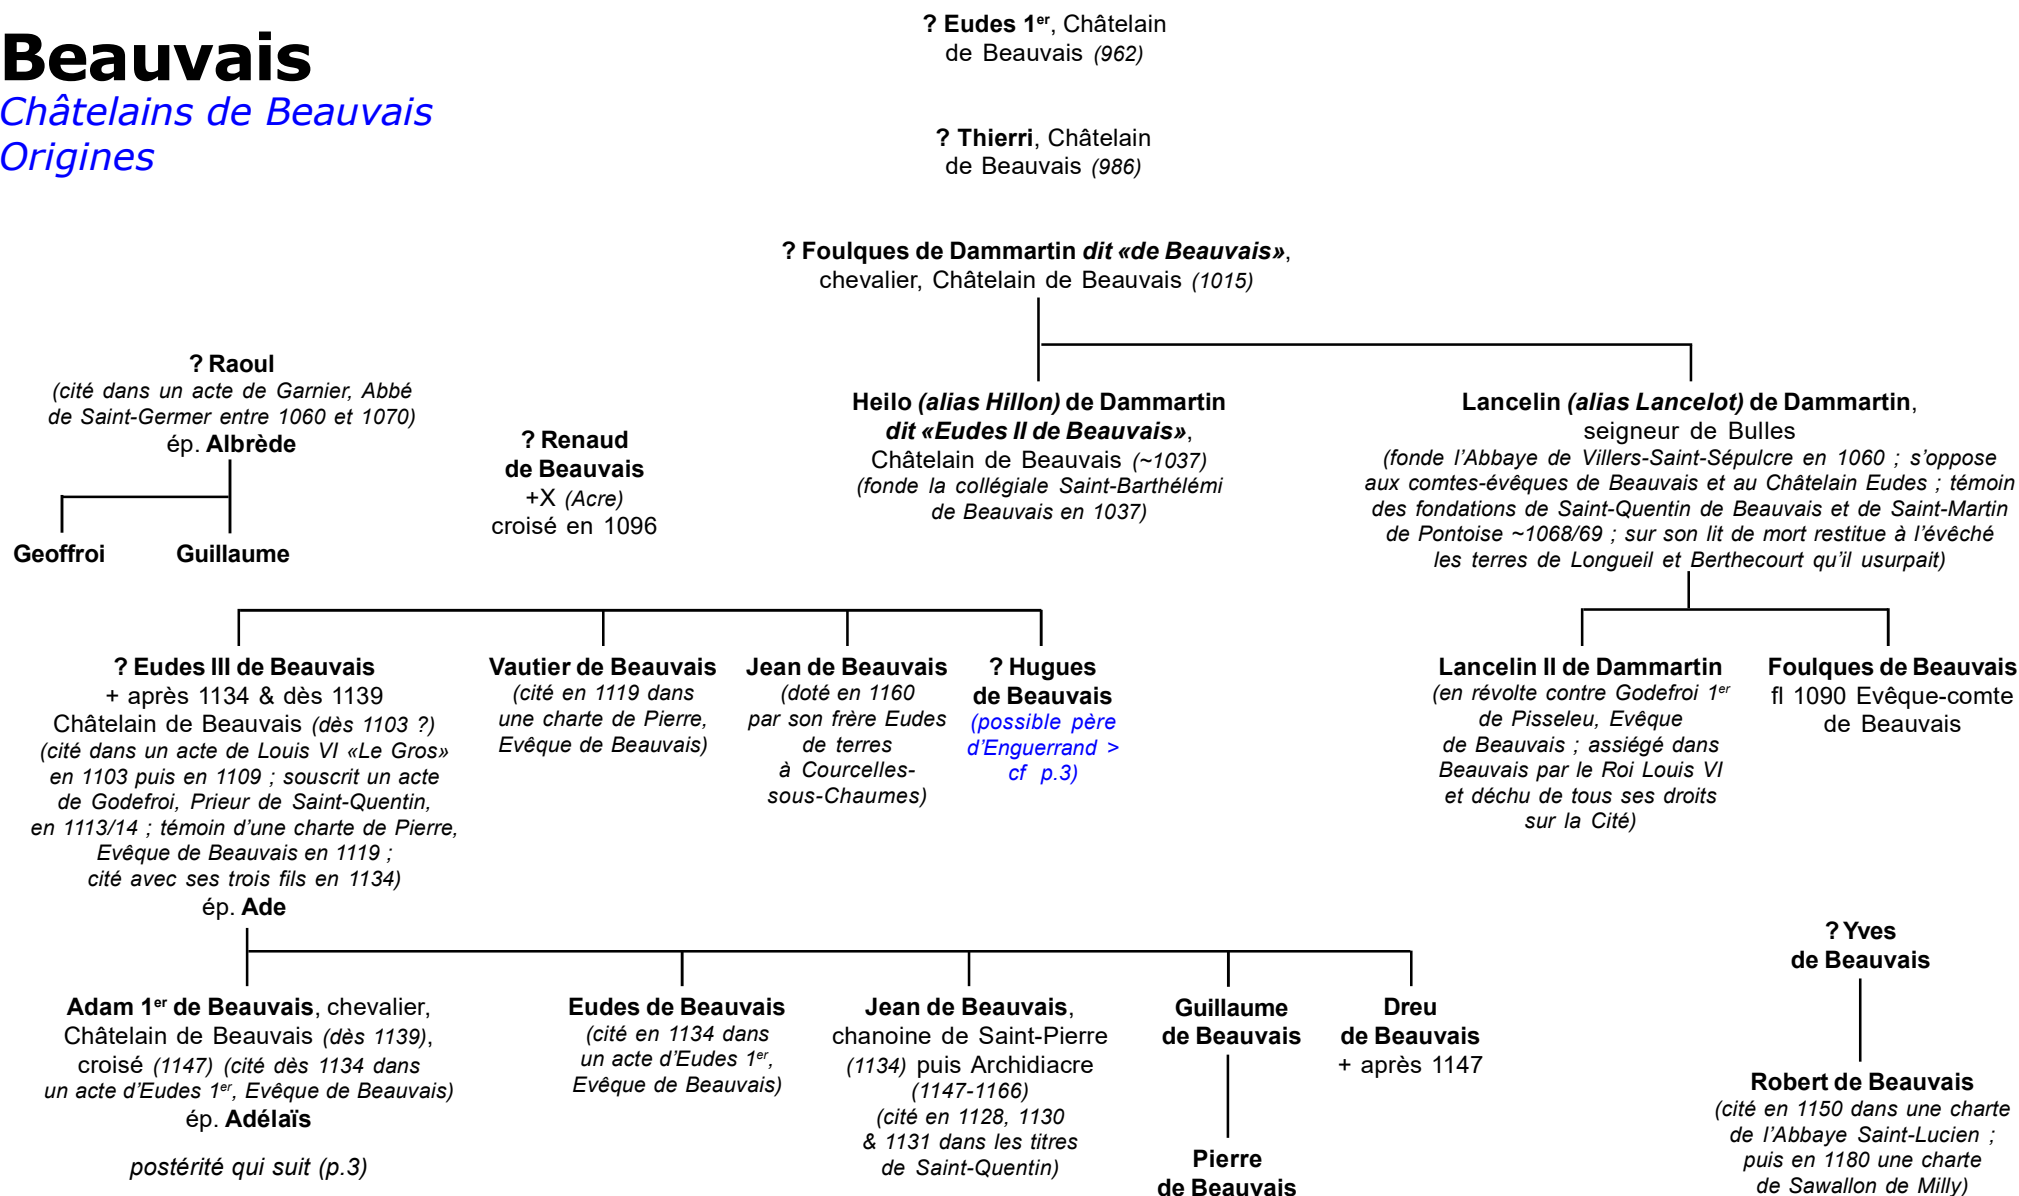 Beauvais
Châtelains de Beauvais
Origines
? Eudes 1er, Châtelain
de Beauvais (962)
? Thierri, Châtelain
de Beauvais (986)
? Foulques de Dammartin dit «de Beauvais»,
chevalier, Châtelain de Beauvais (1015)
? Raoul
(cité dans un acte de Garnier, Abbé
de Saint-Germer entre 1060 et 1070)
ép. Albrède
Geoffroi
Guillaume
? Renaud
de Beauvais
+X (Acre)
croisé en 1096
Heilo (alias Hillon) de Dammartin
dit «Eudes II de Beauvais»,
Châtelain de Beauvais (~1037)
(fonde la collégiale Saint-Barthélémi
de Beauvais en 1037)
Lancelin (alias Lancelot) de Dammartin,
seigneur de Bulles
(fonde l'Abbaye de Villers-Saint-Sépulcre en 1060 ; s'oppose
aux comtes-évêques de Beauvais et au Châtelain Eudes ; témoin
des fondations de Saint-Quentin de Beauvais et de Saint-Martin
de Pontoise ~1068/69 ; sur son lit de mort restitue à l'évêché
les terres de Longueil et Berthecourt qu'il usurpait)
? Eudes III de Beauvais
+ après 1134 & dès 1139
Châtelain de Beauvais (dès 1103 ?)
(cité dans un acte de Louis VI «Le Gros»
en 1103 puis en 1109 ; souscrit un acte
de Godefroi, Prieur de Saint-Quentin,
en 1113/14 ; témoin d'une charte de Pierre,
Evêque de Beauvais en 1119 ;
cité avec ses trois fils en 1134)
ép. Ade
Vautier de Beauvais
(cité en 1119 dans
une charte de Pierre,
Evêque de Beauvais)
Jean de Beauvais
(doté en 1160
par son frère Eudes
de terres
à Courcelles-
sous-Chaumes)
? Hugues
de Beauvais
(possible père
d'Enguerrand >
cf p.3)
Lancelin II de Dammartin
(en révolte contre Godefroi 1er
de Pisseleu, Evêque
de Beauvais ; assiégé dans
Beauvais par le Roi Louis VI
et déchu de tous ses droits
sur la Cité)
Foulques de Beauvais
fl 1090 Evêque-comte
de Beauvais
Adam 1er de Beauvais, chevalier,
Châtelain de Beauvais (dès 1139),
croisé (1147) (cité dès 1134 dans
un acte d'Eudes 1er, Evêque de Beauvais)
ép. Adélaïs
postérité qui suit (p.3)
Eudes de Beauvais
(cité en 1134 dans
un acte d'Eudes 1er,
Evêque de Beauvais)
Jean de Beauvais,
chanoine de Saint-Pierre
(1134) puis Archidiacre
(1147-1166)
(cité en 1128, 1130
& 1131 dans les titres
de Saint-Quentin)
Guillaume
de Beauvais
Pierre
de Beauvais
Dreu
de Beauvais
+ après 1147
? Yves
de Beauvais
Robert de Beauvais
(cité en 1150 dans une charte
de l'Abbaye Saint-Lucien ;
puis en 1180 une charte
de Sawallon de Milly)